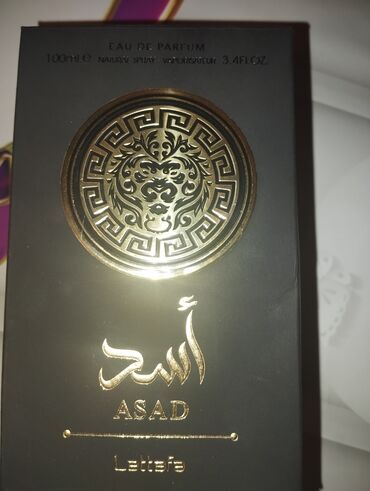 EAU DE PARFUM
100ml℮ NATURAL SPRAY VAPORISATEUR 3.4FL.OZ.
أسد
ASAD
Lattafa